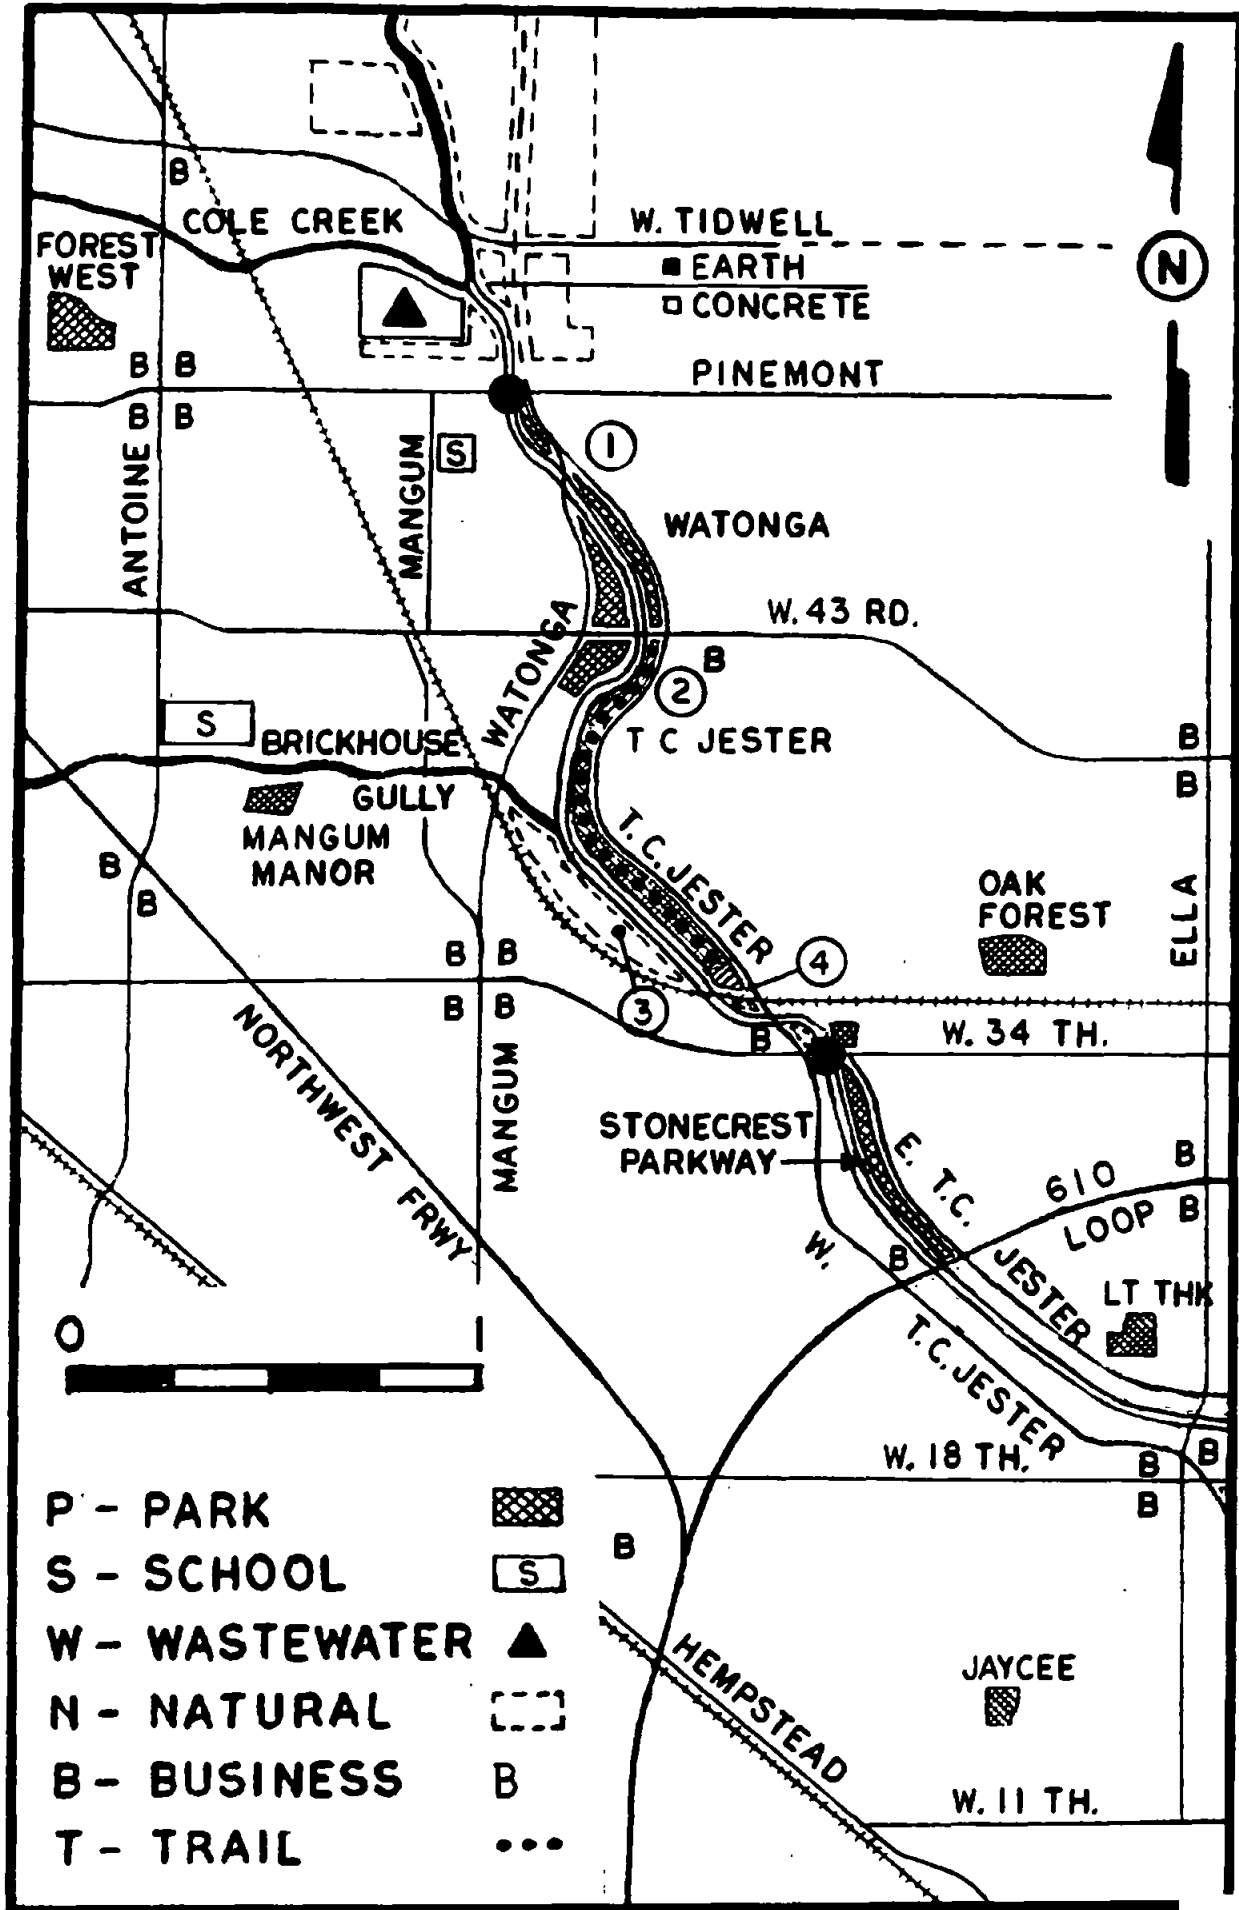 B
COLE CREEK
W. TIDWELL
FOREST
WEST
EARTH
CONCRETE
N
B B
PINEMONT
B B
ANTOINE
MANGUM
S
1
WATONGA
W. 43 RD.
WATONGA
B
2
S
BRICKHOUSE
T C JESTER
B
B
GULLY
MANGUM
MANOR
T. C. JESTER
B
B
OAK
FOREST
ELLA
B B
4
B B
3
B
W. 34 TH.
NORTHWEST FRWY
MANGUM
STONECREST
PARKWAY
E. T.C. JESTER
B
610
LOOP
B
W. T.C. JESTER
B
LT THK
0 1
W. 18 TH.
B
B
B
P - PARK
S - SCHOOL S
W - WASTEWATER
N - NATURAL
B - BUSINESS B
T - TRAIL
B
HEMPSTEAD
JAYCEE
W. 11 TH.